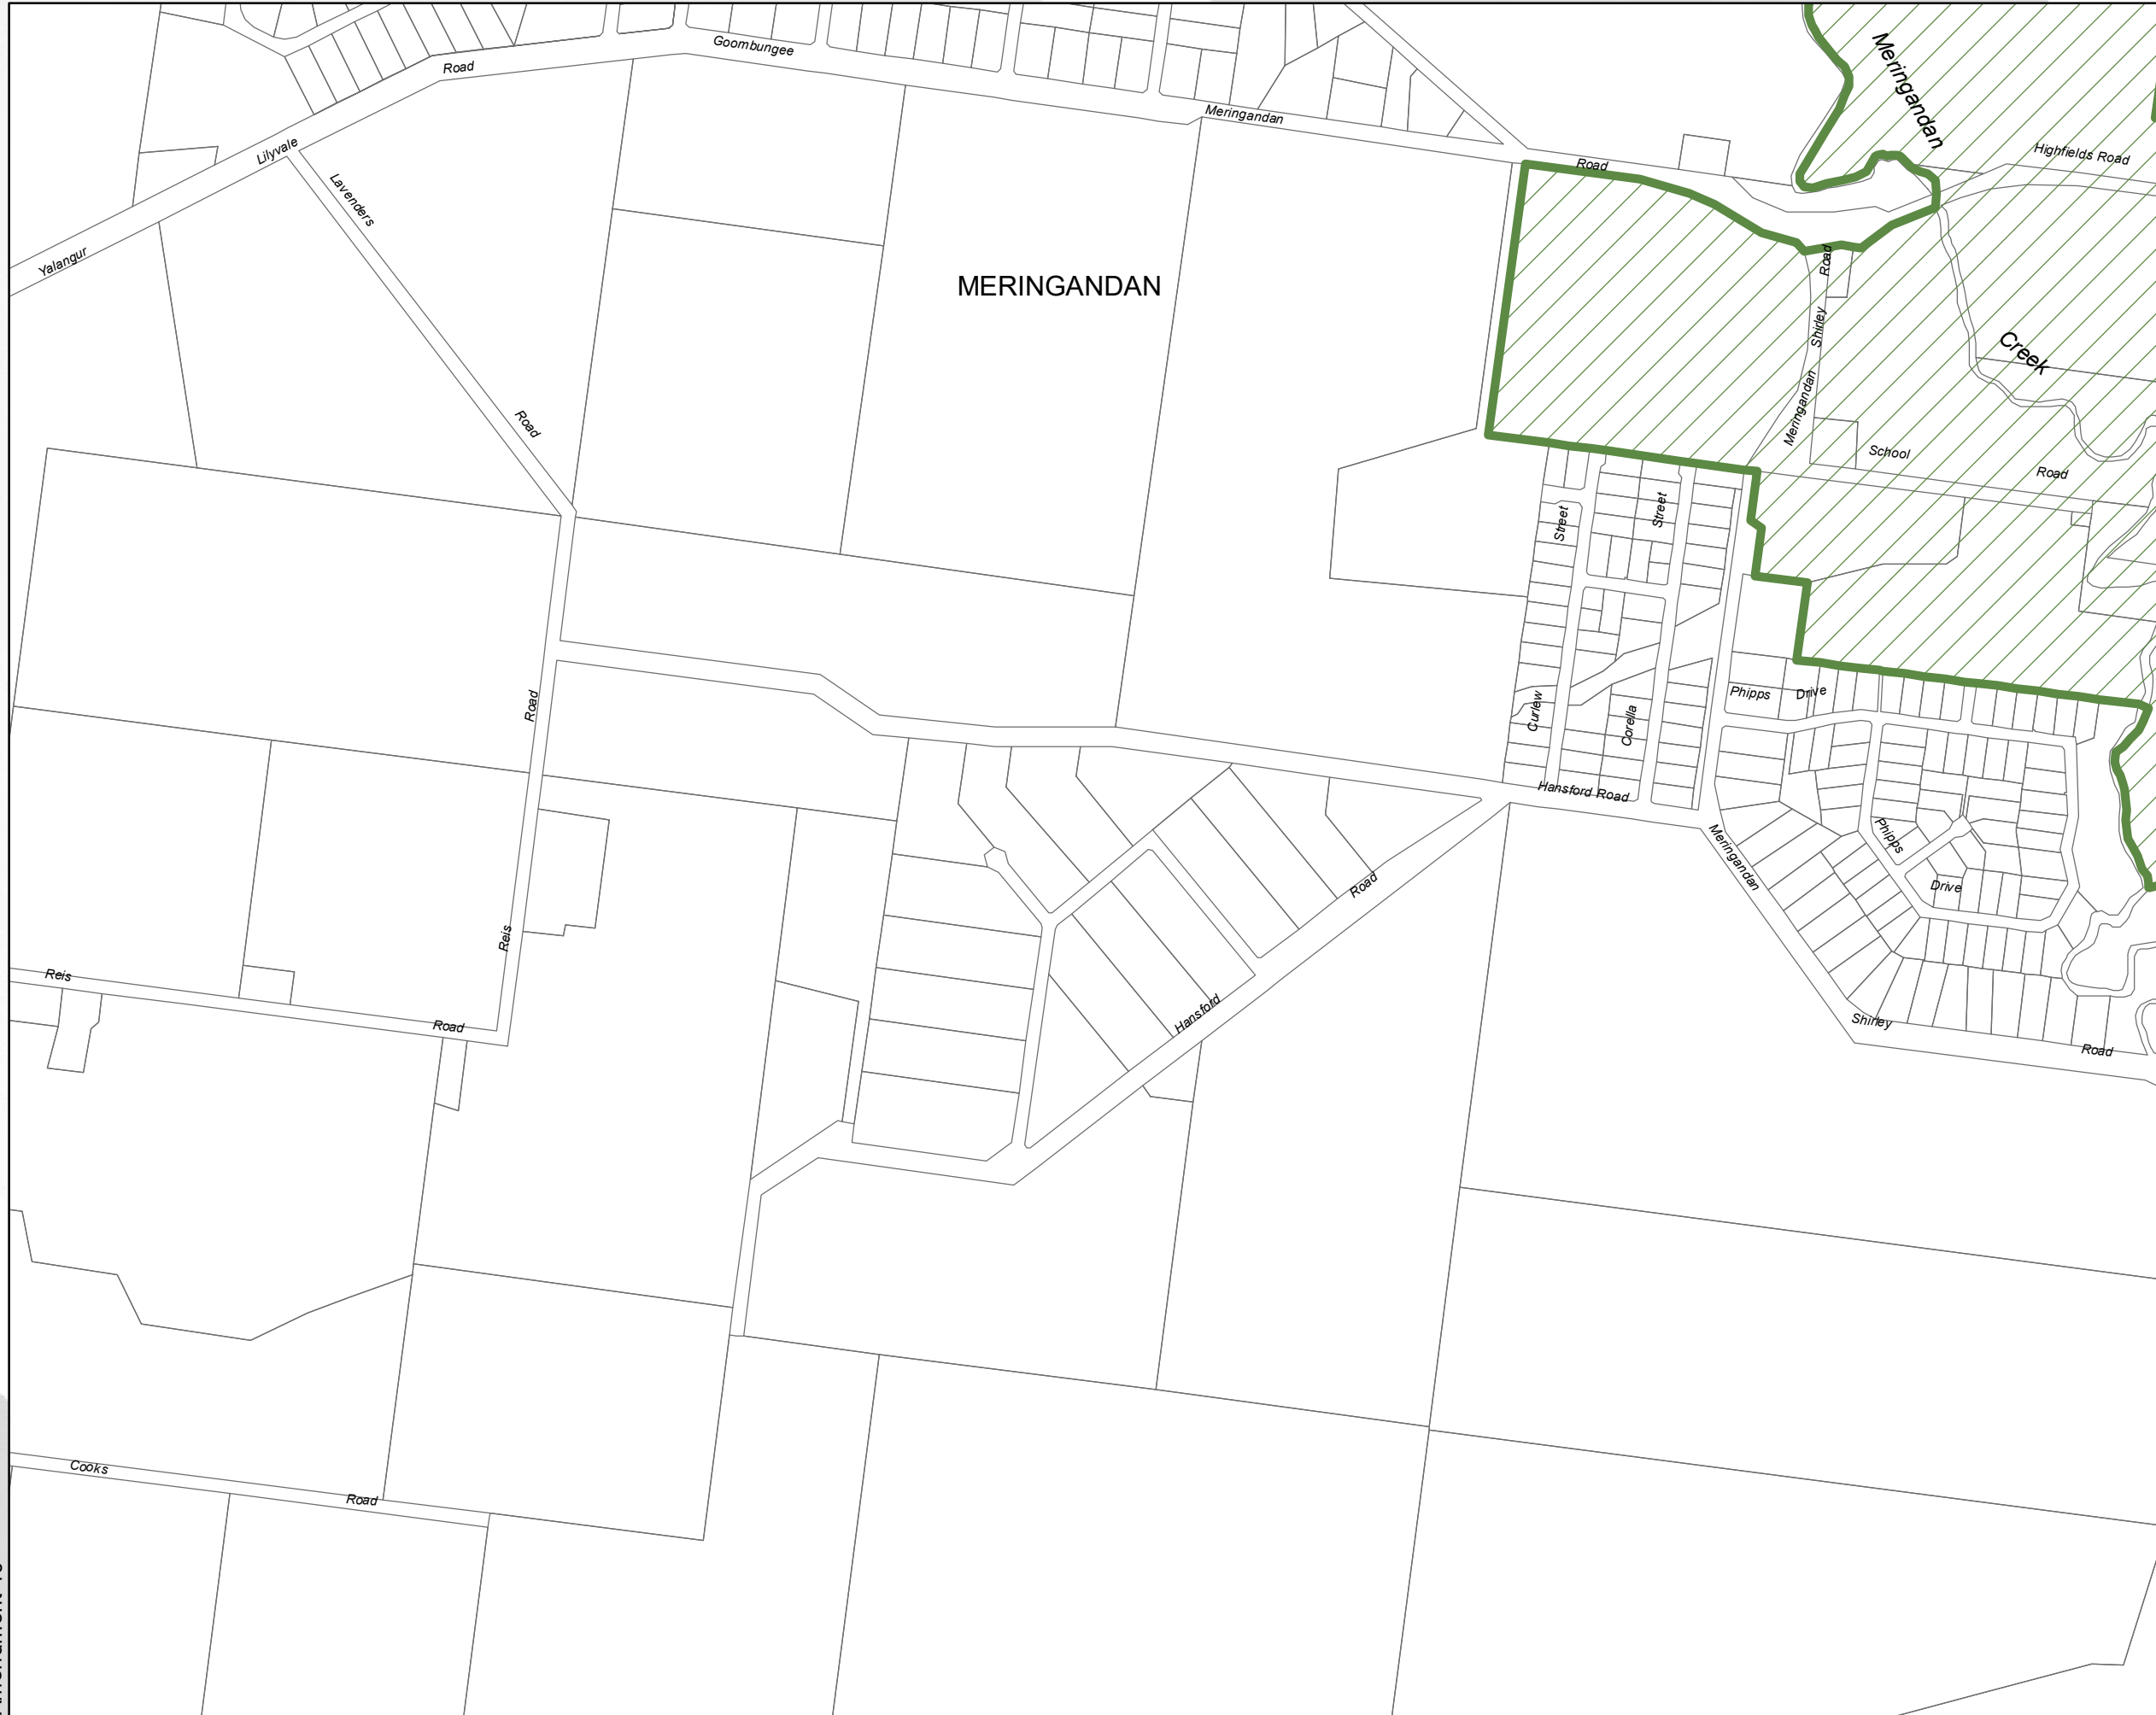 Goombungee
Road
Meringandan
Meringandan
Lilyvale
Highfields Road
Road
Lavenders
Yalangur
Road
MERINGANDAN
Shirley
Creek
Meringandan
Road
School
Road
Street
Street
Road
Phipps
Drive
Curlew
Corella
Hansford Road
Phipps
Meringandan
Road
Drive
Reis
Reis
Hansford
Road
Shirley
Road
Cooks
Road